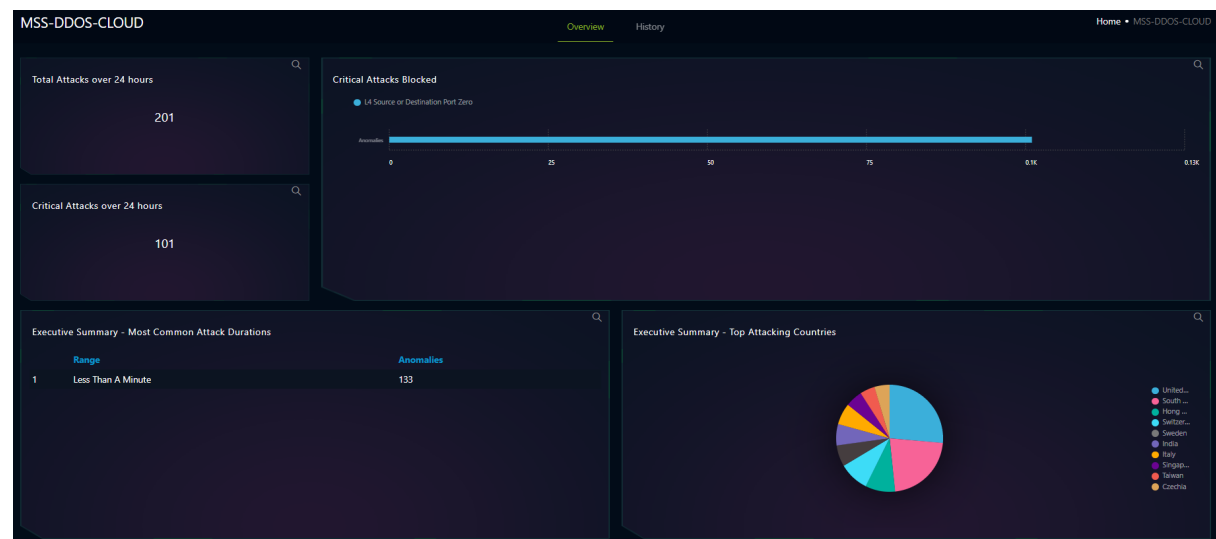 MSS-DDOS-CLOUD
Overview History
Home • MSS-DDOS-CLOUD
Total Attacks over 24 hours
201
Critical Attacks over 24 hours
101
Critical Attacks Blocked
L4 Source or Destination Port Zero
Anomalies
0 25 50 75 0.1K 0.13K
Executive Summary - Most Common Attack Durations
Range Anomalies
1 Less Than A Minute 133
Executive Summary - Top Attacking Countries
United...
South ...
Hong ...
Switzer...
Sweden
India
Italy
Singap...
Taiwan
Czechia